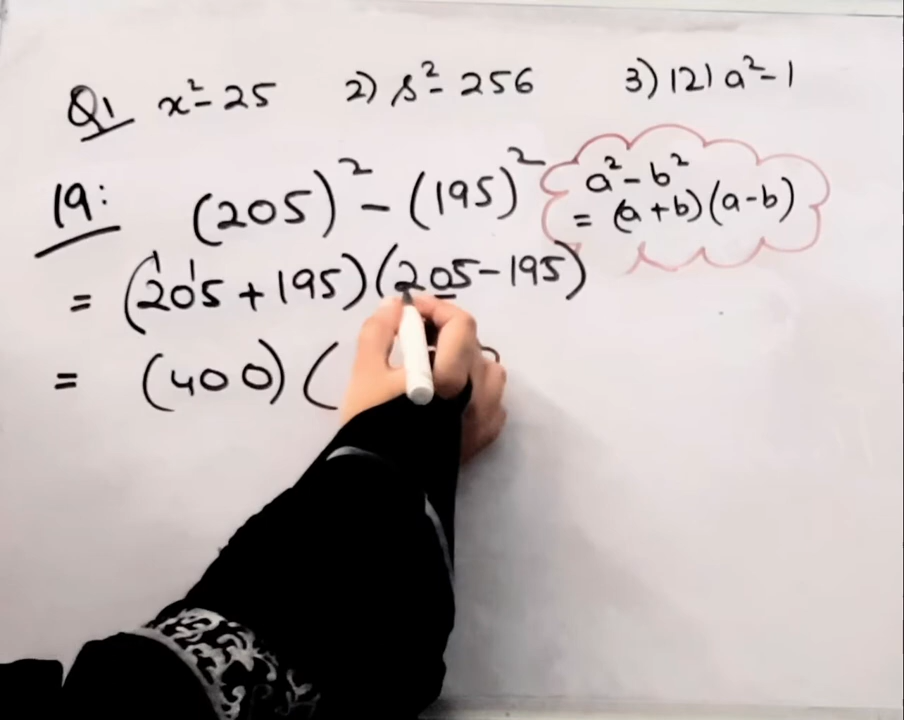 Q1 x²-25 2) s²-256 3) 121a²-1
19: (205)² - (195)²
a²-b²
= (a+b)(a-b)
= (205+195)(205-195)
= (400)(